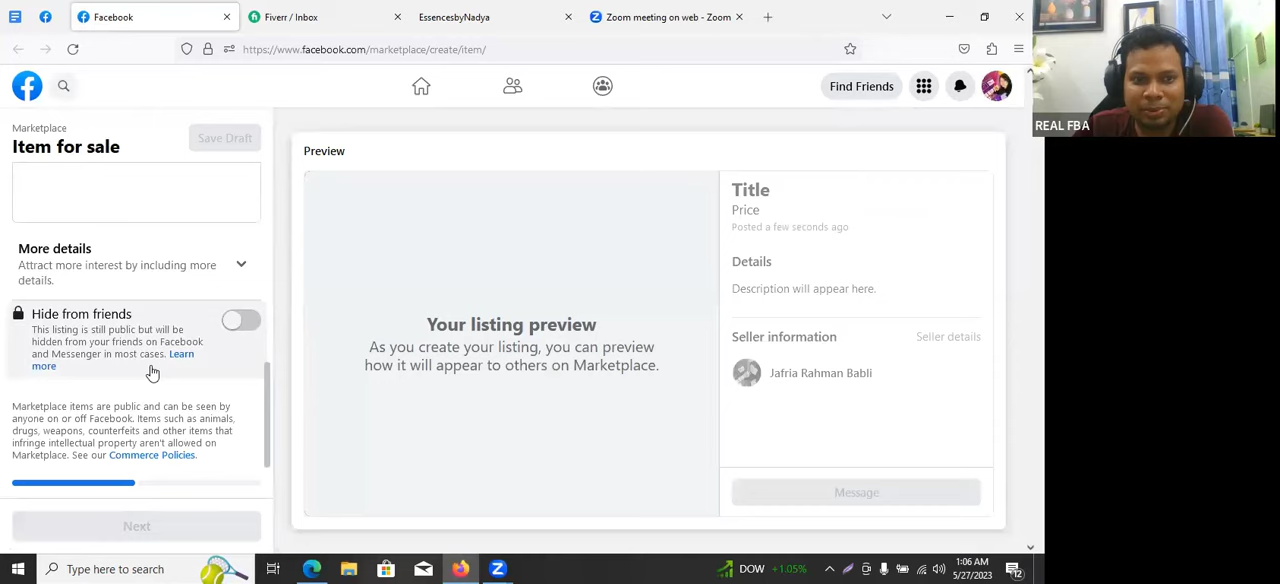 Facebook
Fiverr / Inbox
EssencesbyNadya
Zoom meeting on web - Zoom
https://www.facebook.com/marketplace/create/item/
Find Friends
REAL FBA
Marketplace
Item for sale
Save Draft
More details
Attract more interest by including more
details.
Hide from friends
This listing is still public but will be
hidden from your friends on Facebook
and Messenger in most cases. Learn
more
Marketplace items are public and can be seen by
anyone on or off Facebook. Items such as animals,
drugs, weapons, counterfeits and other items that
infringe intellectual property aren't allowed on
Marketplace. See our Commerce Policies.
Next
Preview
Your listing preview
As you create your listing, you can preview
how it will appear to others on Marketplace.
Title
Price
Posted a few seconds ago
Details
Description will appear here.
Seller information
Seller details
Jafria Rahman Babli
Message
Type here to search
DOW +1.05%
1:06 AM
5/27/2023
12